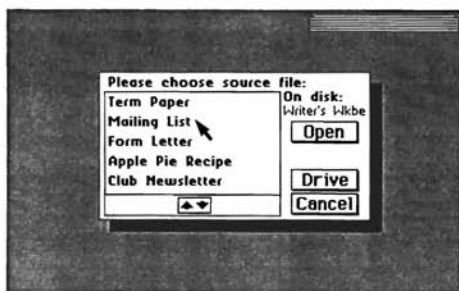 Please choose source file:
Term Paper
Mailing List
Form Letter
Apple Pie Recipe
Club Newsletter
On disk:
Writer's Wkbe
Open
Drive
Cancel